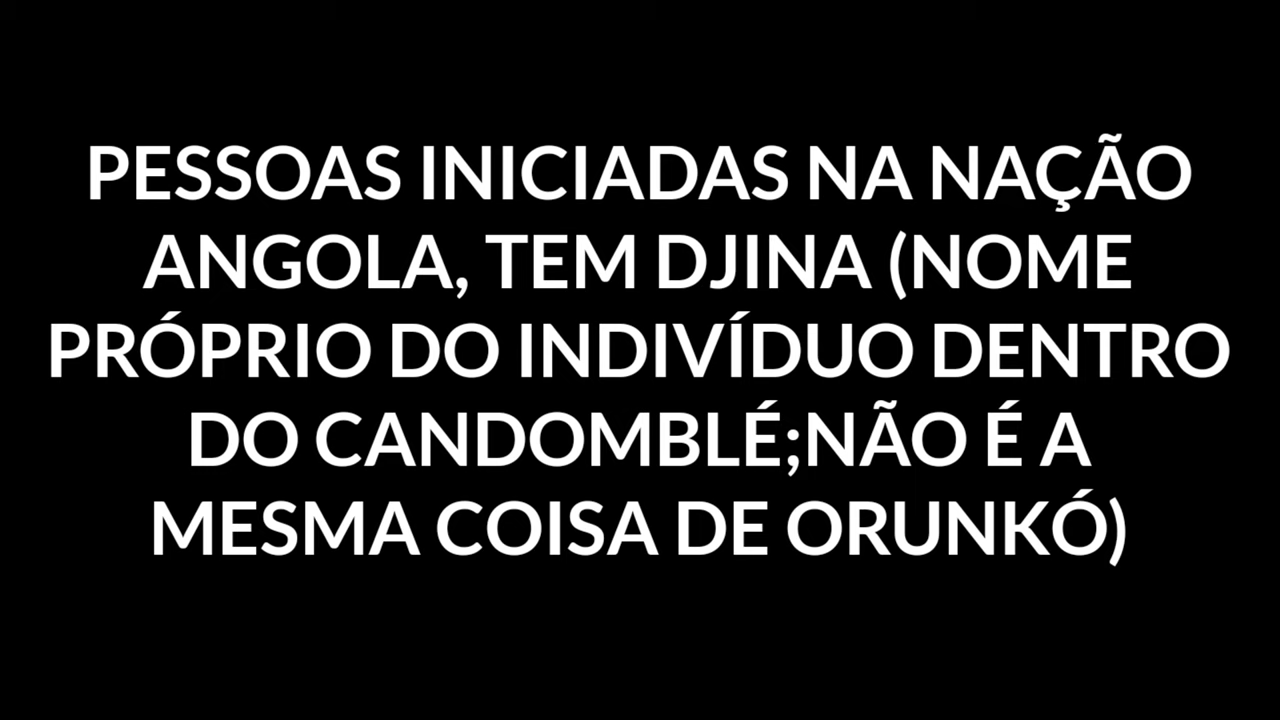 PESSOAS INICIADAS NA NAÇÃO
ANGOLA, TEM DJINA (NOME
PRÓPRIO DO INDIVÍDUO DENTRO
DO CANDOMBLÉ;NÃO É A
MESMA COISA DE ORUNKÓ)